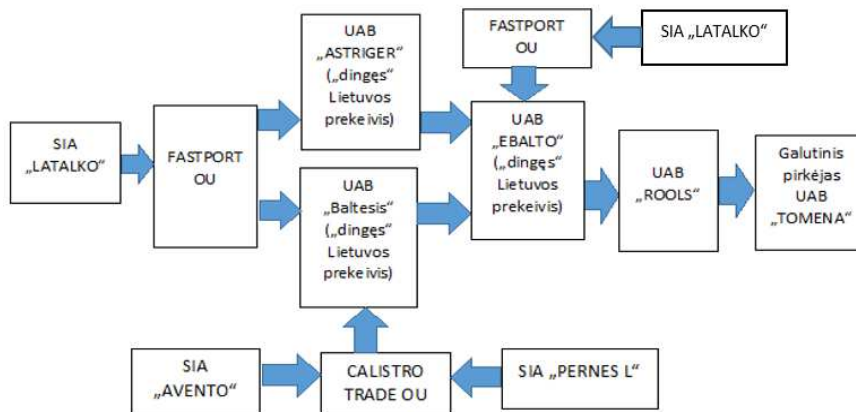 SIA
„LATALKO“
FASTPORT
OU
UAB
„ASTRIGER“
(„dingęs“
Lietuvos
prekeivis)
UAB
„Baltesis“
(„dingęs“
Lietuvos
prekeivis)
FASTPORT
OU
SIA „LATALKO“
UAB
„EBALTO“
(„dingęs“
Lietuvos
prekeivis)
UAB
„ROOLS“
Galutinis
pirkėjas
UAB
„TOMENA“
SIA
„AVENTO“
CALISTRO
TRADE OU
SIA „PERNES L“